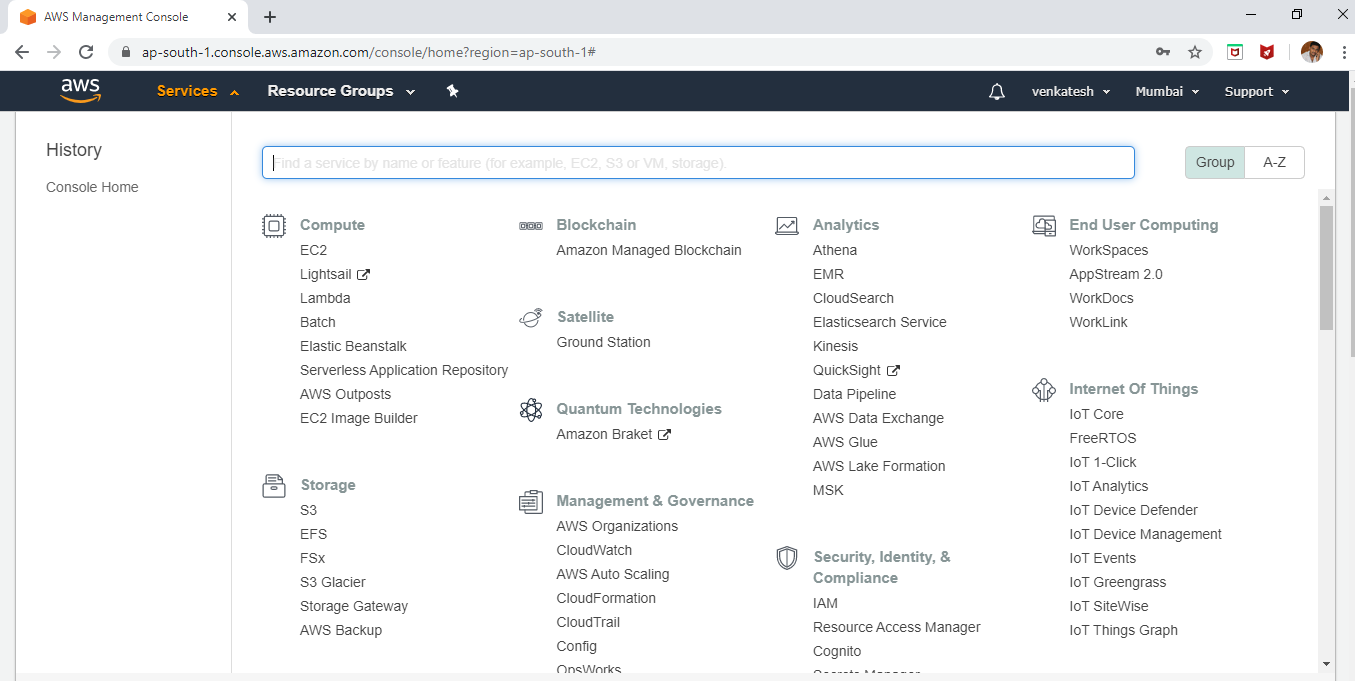 AWS Management Console
ap-south-1.console.aws.amazon.com/console/home?region=ap-south-1#
aws
Services
Resource Groups
venkatesh
Mumbai
Support
History
Console Home
Find a service by name or feature (for example, EC2, S3 or VM, storage).
Group
A-Z
Compute
EC2
Lightsail
Lambda
Batch
Elastic Beanstalk
Serverless Application Repository
AWS Outposts
EC2 Image Builder
Storage
S3
EFS
FSx
S3 Glacier
Storage Gateway
AWS Backup
Blockchain
Amazon Managed Blockchain
Satellite
Ground Station
Quantum Technologies
Amazon Braket
Management & Governance
AWS Organizations
CloudWatch
AWS Auto Scaling
CloudFormation
CloudTrail
Config
OpsWorks
Analytics
Athena
EMR
CloudSearch
Elasticsearch Service
Kinesis
QuickSight
Data Pipeline
AWS Data Exchange
AWS Glue
AWS Lake Formation
MSK
Security, Identity, &
Compliance
IAM
Resource Access Manager
Cognito
Secrets Manager
End User Computing
WorkSpaces
AppStream 2.0
WorkDocs
WorkLink
Internet Of Things
IoT Core
FreeRTOS
IoT 1-Click
IoT Analytics
IoT Device Defender
IoT Device Management
IoT Events
IoT Greengrass
IoT SiteWise
IoT Things Graph